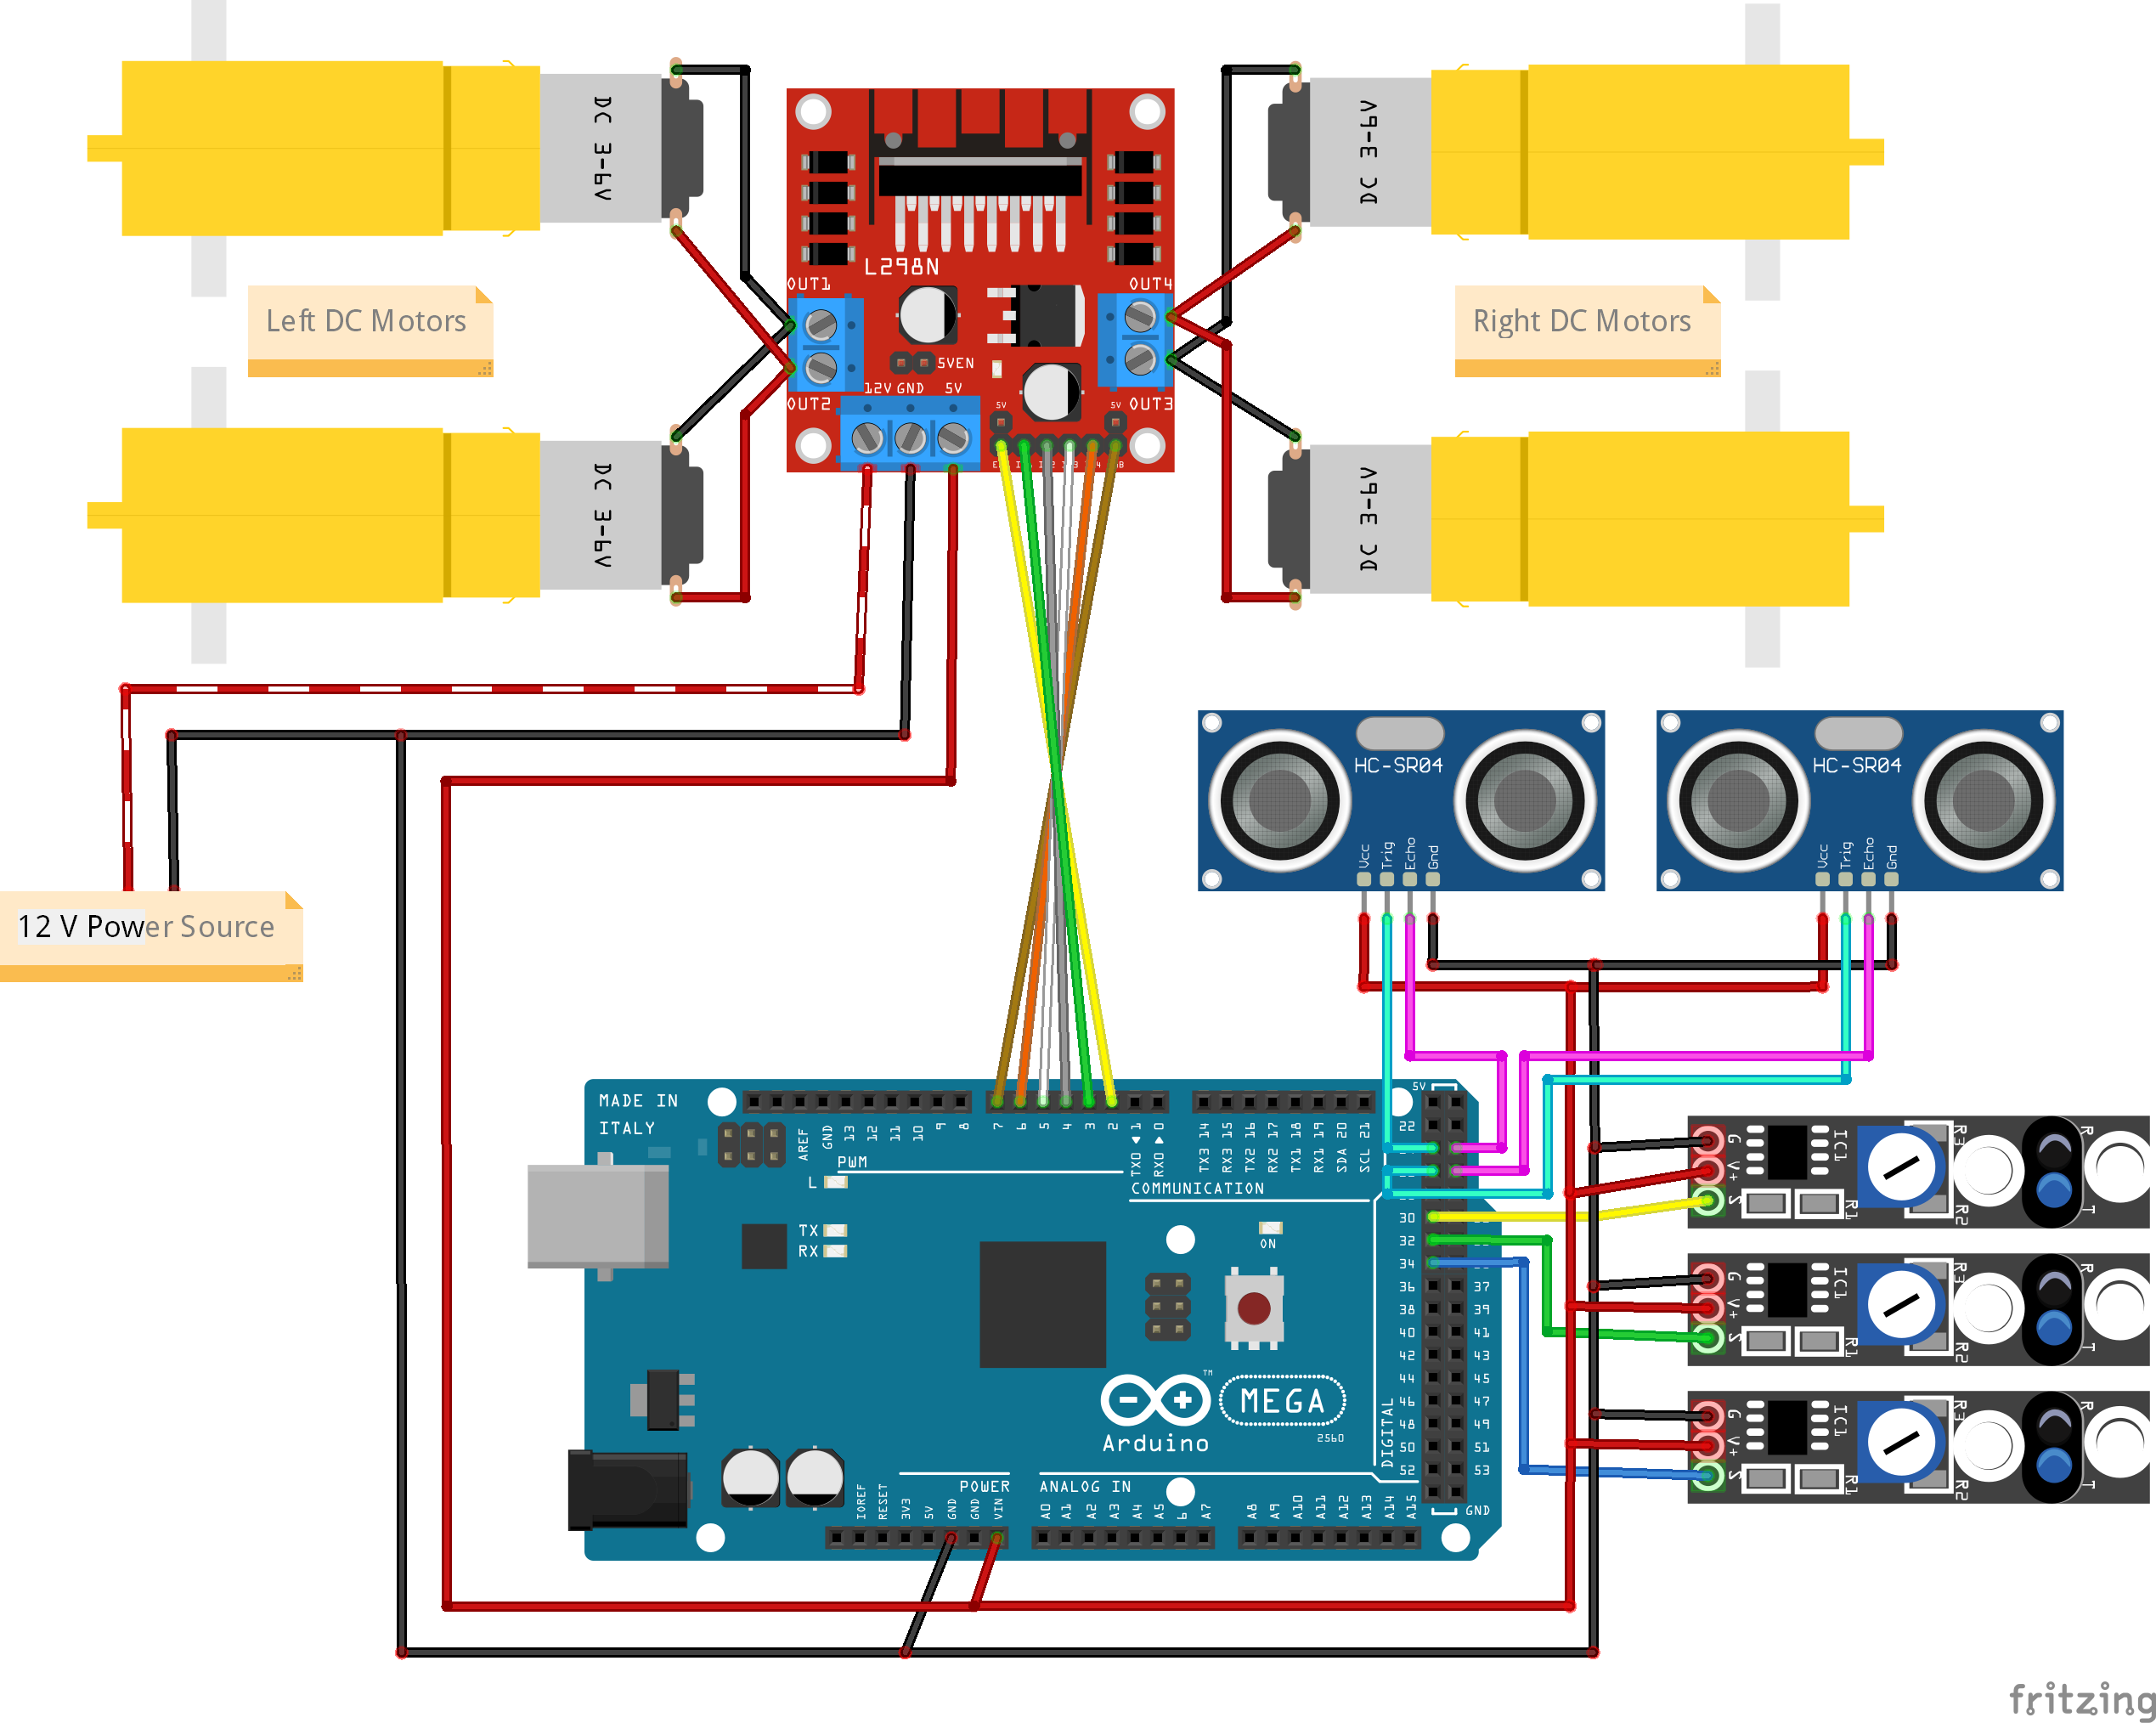 DC 3-6V
DC 3-6V
L298N
OUT1
OUT4
Left DC Motors
Right DC Motors
5VEN
12V GND 5V
OUT2
5V
5V
OUT3
DC 3-6V
DC 3-6V
HC-SR04
HC-SR04
Vcc
Trig
Echo
Gnd
Vcc
Trig
Echo
Gnd
12 V Power Source
MADE IN
ITALY
AREF
GND
13
12
11
10
9
8
7
6
5
4
3
2
TX0 1
RX0 0
TX3 14
RX3 15
TX2 16
RX2 17
TX1 18
RX1 19
SDA 20
SCL 21
5V
22
PWM
L
COMMUNICATION
TX
RX
ON
30
32
34
36 37
38 39
40 41
42 43
44 45
46 47
48 49
50 51
52 53
DIGITAL
GND
MEGA
2560
Arduino
TM
POWER
ANALOG IN
IOREF
RESET
3V3
5V
GND
GND
VIN
A0
A1
A2
A3
A4
A5
A7
A8
A9
A10
A11
A12
A13
A14
A15
G
V+
S
IC1
R1
R3
R2
R
T
G
V+
S
IC1
R1
R3
R2
R
T
G
V+
S
IC1
R1
R3
R2
R
T
fritzing